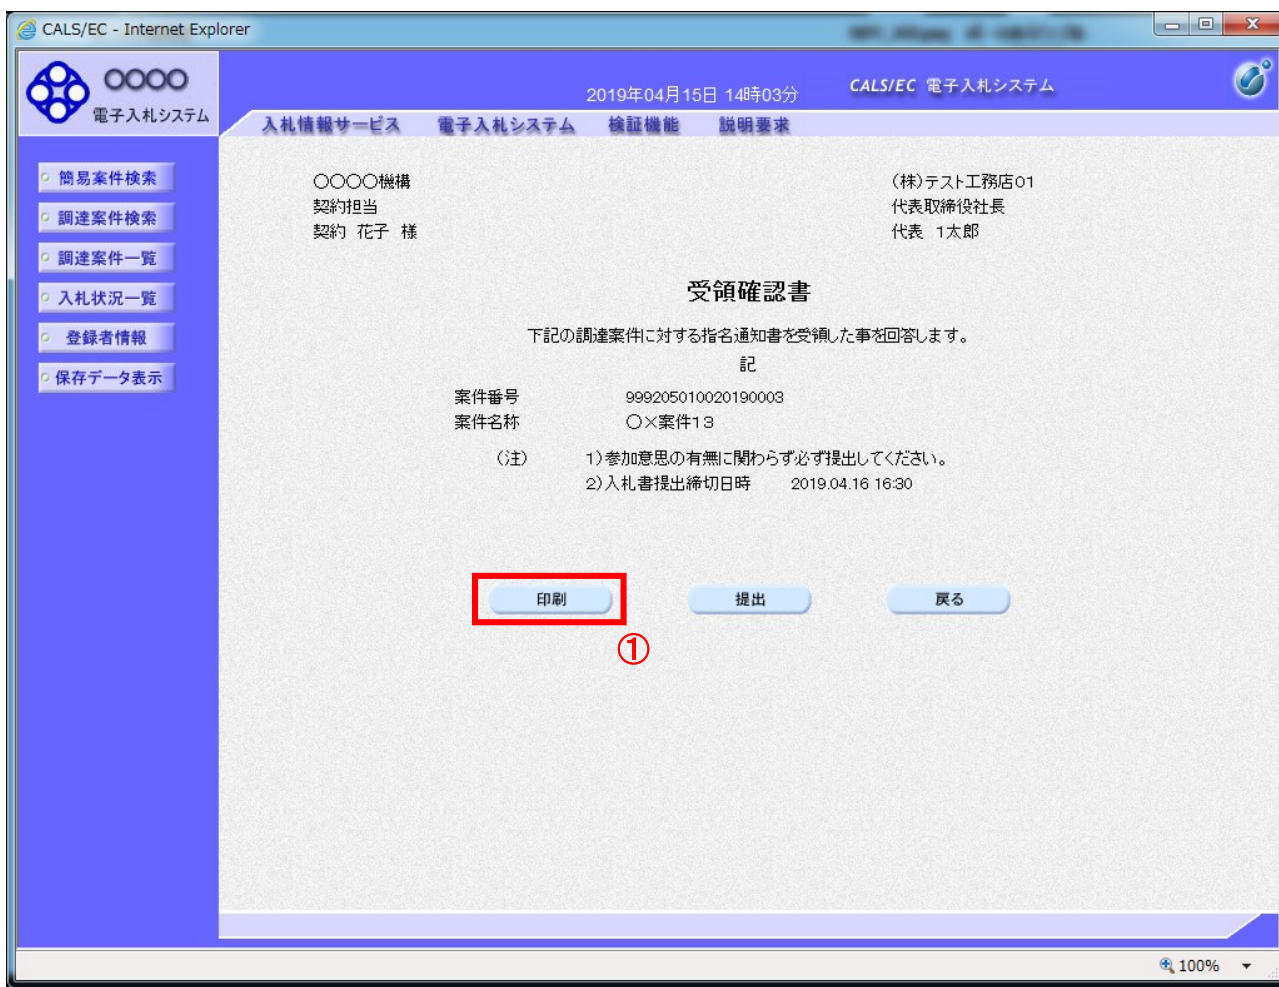 CALS/EC - Internet Explorer
〇〇〇〇
電子入札システム
2019年04月15日 14時03分
CALS/EC 電子入札システム
入札情報サービス 電子入札システム 検証機能 説明要求
簡易案件検索
調達案件検索
調達案件一覧
入札状況一覧
登録者情報
保存データ表示
〇〇〇〇機構
契約担当
契約 花子 様
(株)テスト工務店01
代表取締役社長
代表 1太郎
受領確認書
下記の調達案件に対する指名通知書を受領した事を回答します。
記
案件番号 999205010020190003
案件名称 〇×案件13
(注) 1)参加意思の有無に関わらず必ず提出してください。
2)入札書提出締切日時 2019.04.16 16:30
印刷 提出 戻る
①
100%